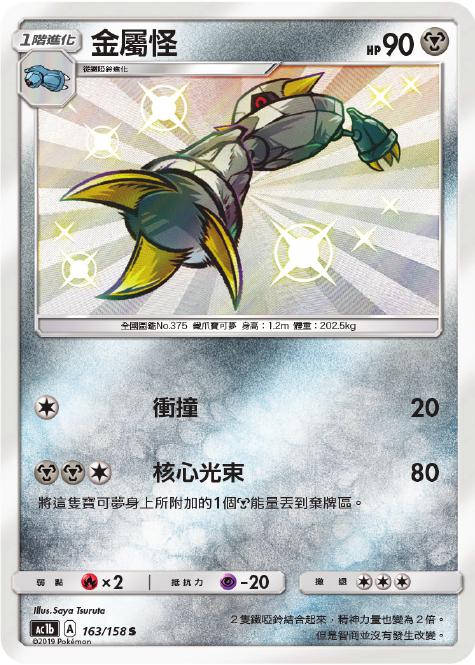 1階進化 金屬怪 HP90
從鐵啞鈴進化
全國圖鑑No.375 鐵爪寶可夢 身高：1.2m 體重：202.5kg
衝撞 20
核心光束 80
將這隻寶可夢身上所附加的1個能量丟到棄牌區。
弱點 ×2 抵抗力 -20 撤退
Illus.Saya Tsuruta
AC1b A 163/158 S
©2019 Pokémon
2隻鐵啞鈴結合起來，精神力量也變為2倍。
但是智商並沒有發生改變。